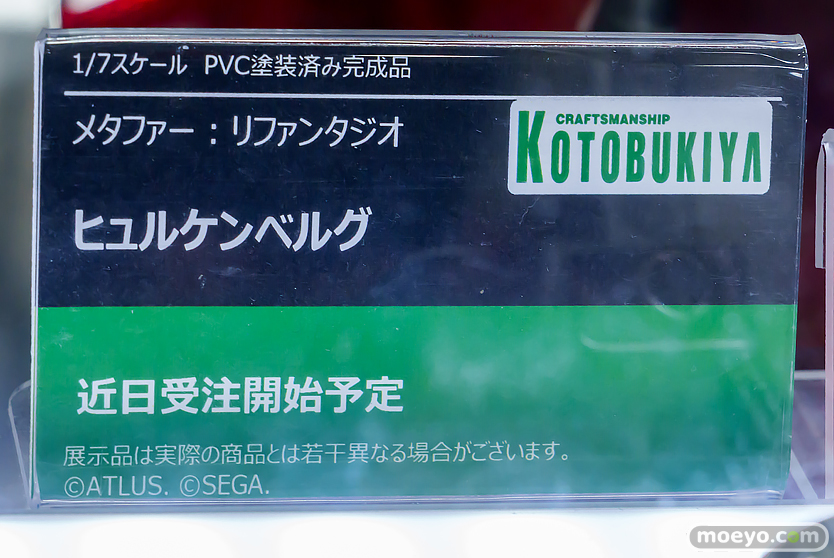 1/7スケール PVC塗装済み完成品
メタファー：リファンタジオ
CRAFTSMANSHIP
KOTOBUKIYA
ヒュルケンベルグ
近日受注開始予定
展示品は実際の商品とは若干異なる場合がございます。
©ATLUS. ©SEGA.
moeyo.com